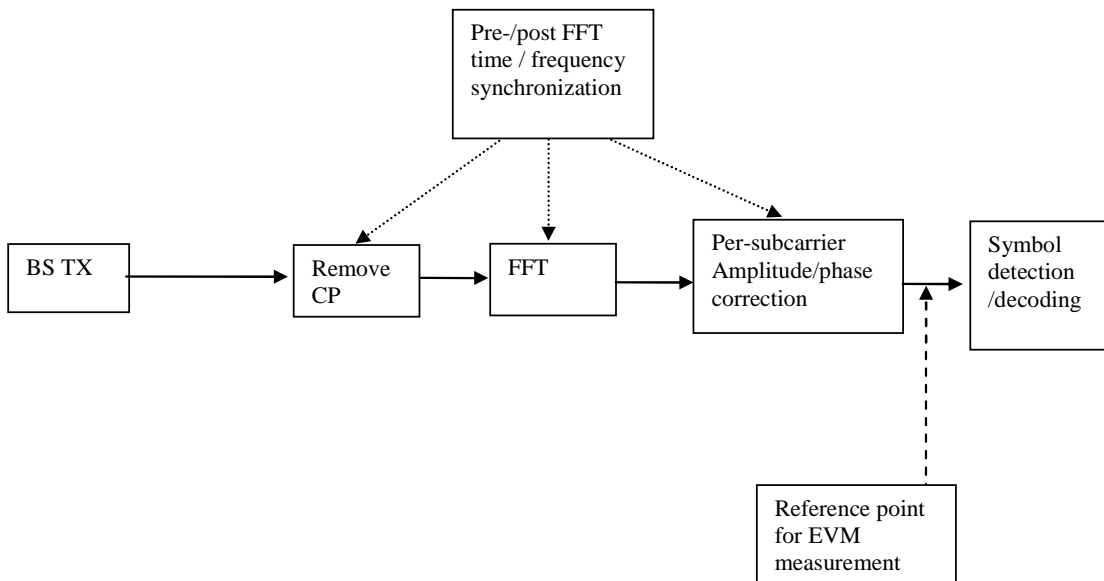 Pre-/post FFT
time / frequency
synchronization
BS TX
Remove
CP
FFT
Per-subcarrier
Amplitude/phase
correction
Symbol
detection
/decoding
Reference point
for EVM
measurement